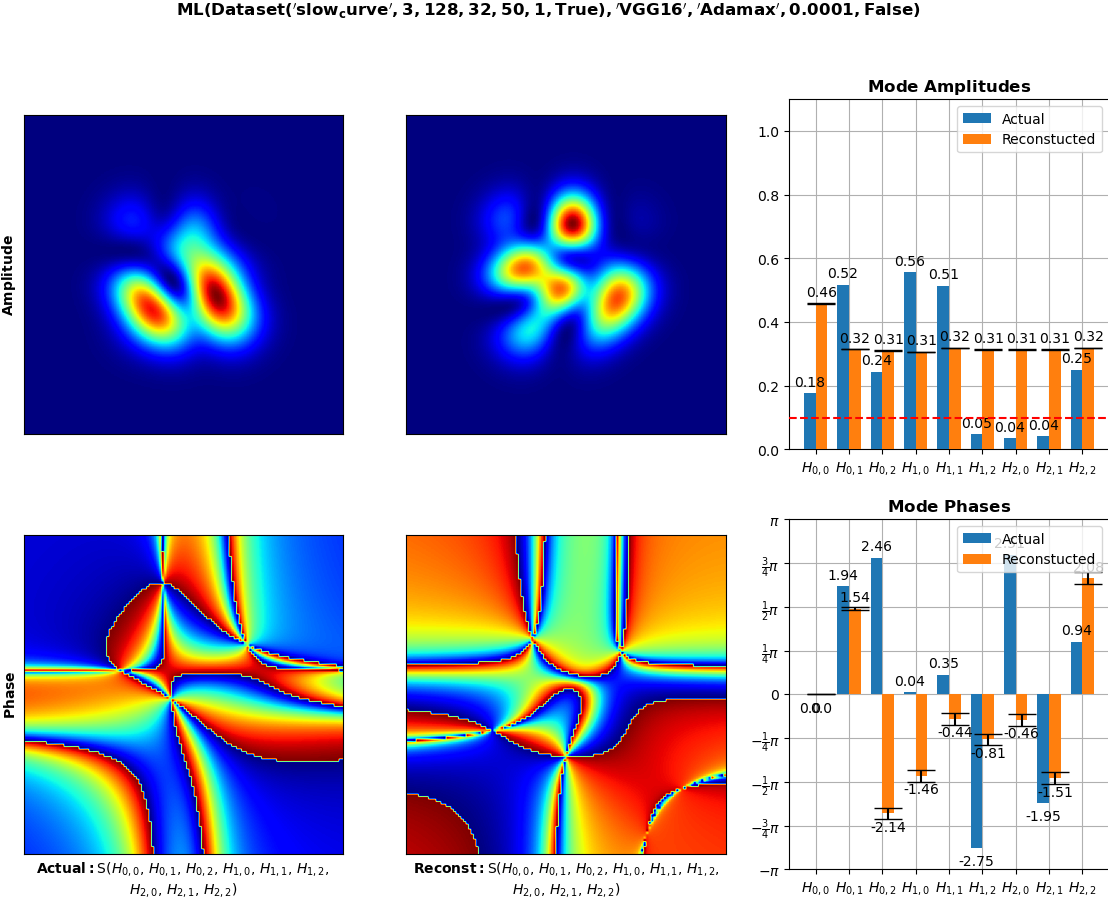 ML(Dataset('slow_curve', 3, 128, 32, 50, 1, True), 'VGG16', 'Adamax', 0.0001, False)
Amplitude
Mode Amplitudes
Actual
Reconstucted
1.0
0.8
0.6
0.4
0.2
0.0
0.18
0.52
0.24
0.56
0.51
0.05
0.04
0.04
0.25
0.46
0.32
0.31
0.31
0.32
0.31
0.31
0.31
0.32
H0,0 H0,1 H0,2 H1,0 H1,1 H1,2 H2,0 H2,1 H2,2
Phase
Actual: S(H0,0, H0,1, H0,2, H1,0, H1,1, H1,2,
H2,0, H2,1, H2,2)
Reconst: S(H0,0, H0,1, H0,2, H1,0, H1,1, H1,2,
H2,0, H2,1, H2,2)
Mode Phases
Actual
Reconstucted
π
3/4π
1/2π
1/4π
0
−1/4π
−1/2π
−3/4π
−π
0.0
1.94
2.46
0.04
0.35
-2.75
-1.95
0.94
0.0
1.54
-2.14
-1.46
-0.44
-0.81
-0.46
-1.51
H0,0 H0,1 H0,2 H1,0 H1,1 H1,2 H2,0 H2,1 H2,2